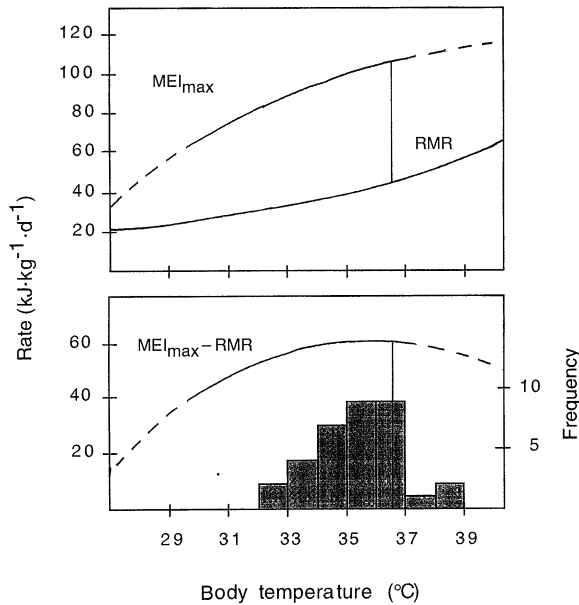 120
100
80
60
40
20
MEImax
RMR
Rate (kJ·kg-1·d-1)
60
40
20
MEImax–RMR
10
5
Frequency
29 31 33 35 37 39
Body temperature (°C)